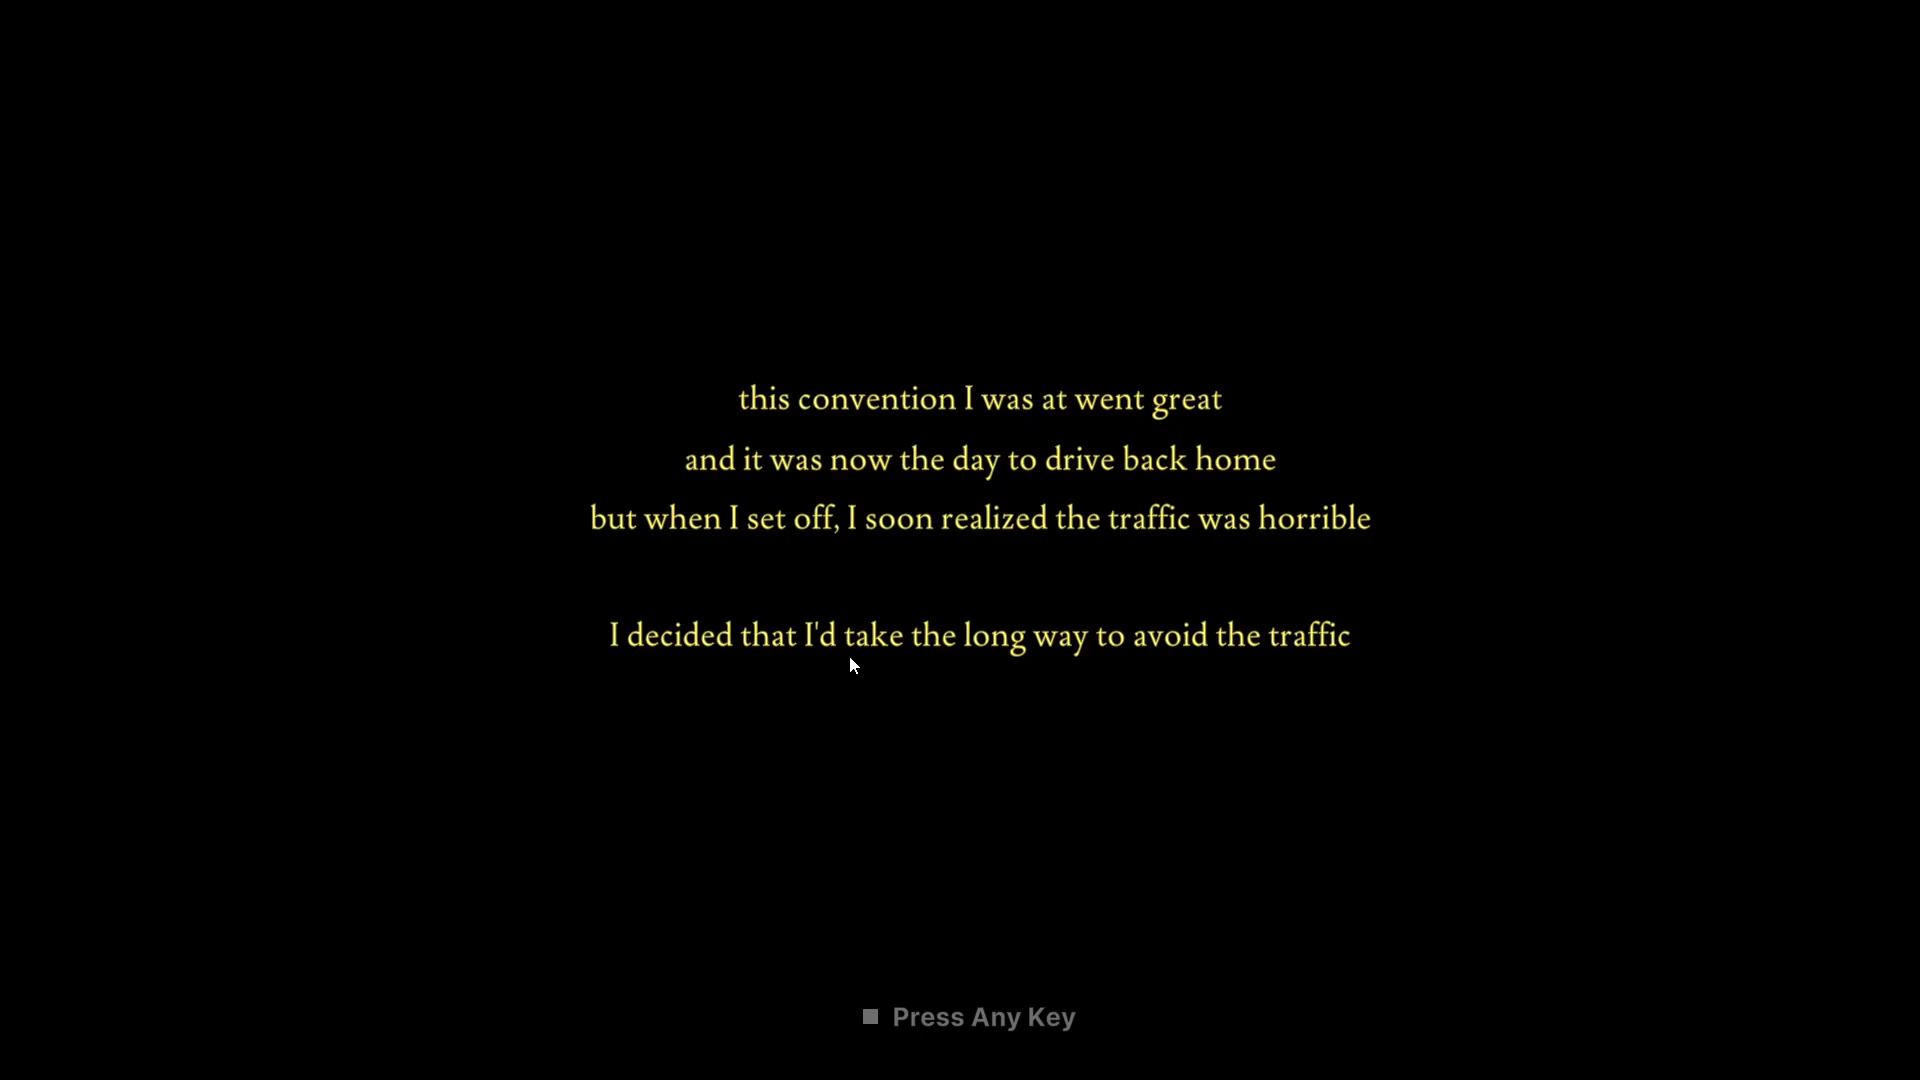 this convention I was at went great
and it was now the day to drive back home
but when I set off, I soon realized the traffic was horrible
I decided that I'd take the long way to avoid the traffic
Press Any Key